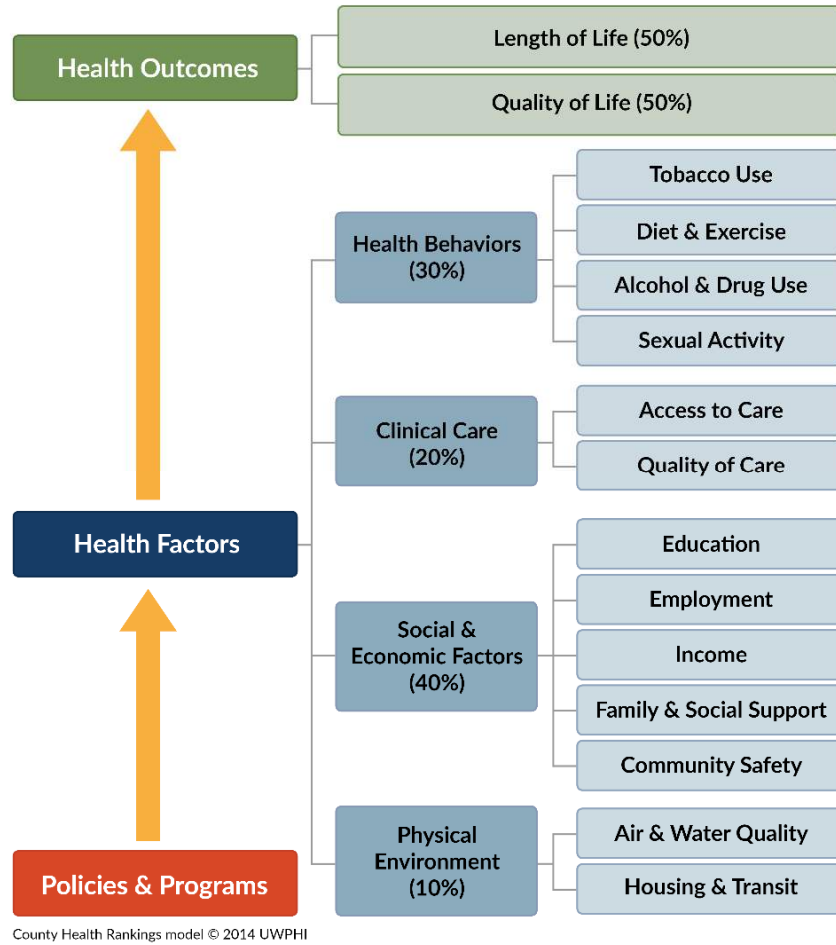 Health Outcomes
Length of Life (50%)
Quality of Life (50%)
Health Factors
Health Behaviors
(30%)
Tobacco Use
Diet & Exercise
Alcohol & Drug Use
Sexual Activity
Clinical Care
(20%)
Access to Care
Quality of Care
Social &
Economic Factors
(40%)
Education
Employment
Income
Family & Social Support
Community Safety
Physical
Environment
(10%)
Air & Water Quality
Housing & Transit
Policies & Programs
County Health Rankings model © 2014 UWPHI